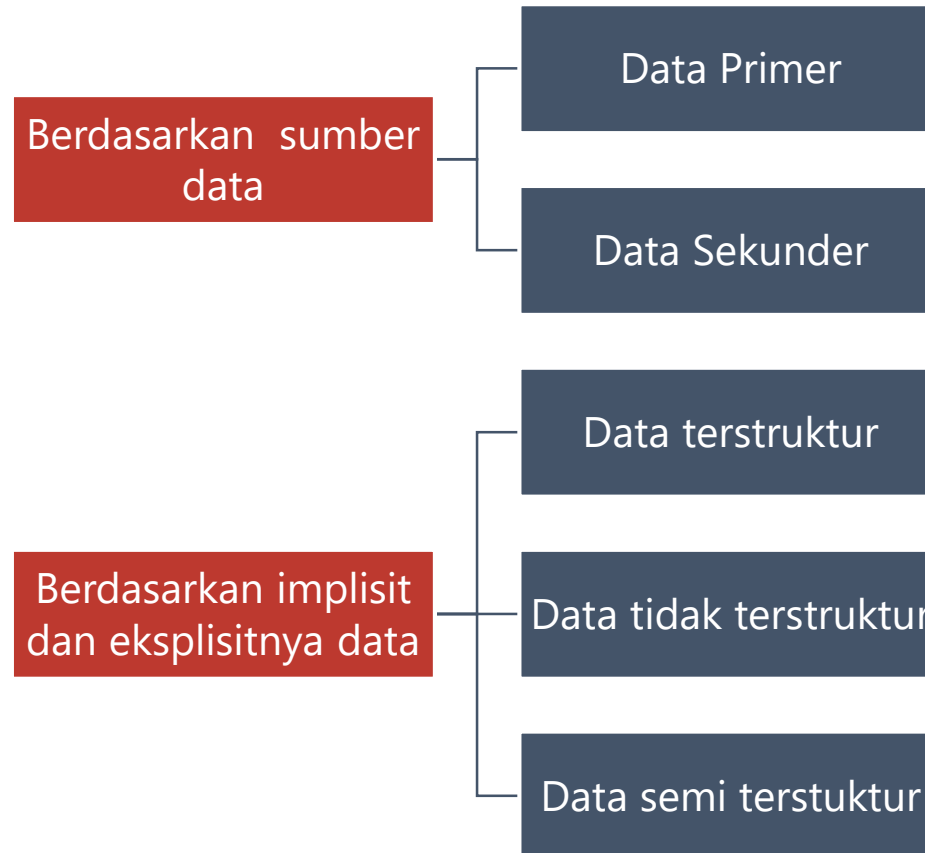 Berdasarkan sumber
data
Data Primer
Data Sekunder
Berdasarkan implisit
dan eksplisitnya data
Data terstruktur
Data tidak terstruktur
Data semi terstuktur